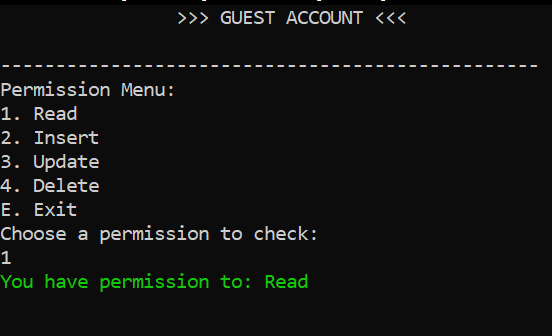 >>> GUEST ACCOUNT <<<
--------------------------------------------------
Permission Menu:
1. Read
2. Insert
3. Update
4. Delete
E. Exit
Choose a permission to check:
1
You have permission to: Read